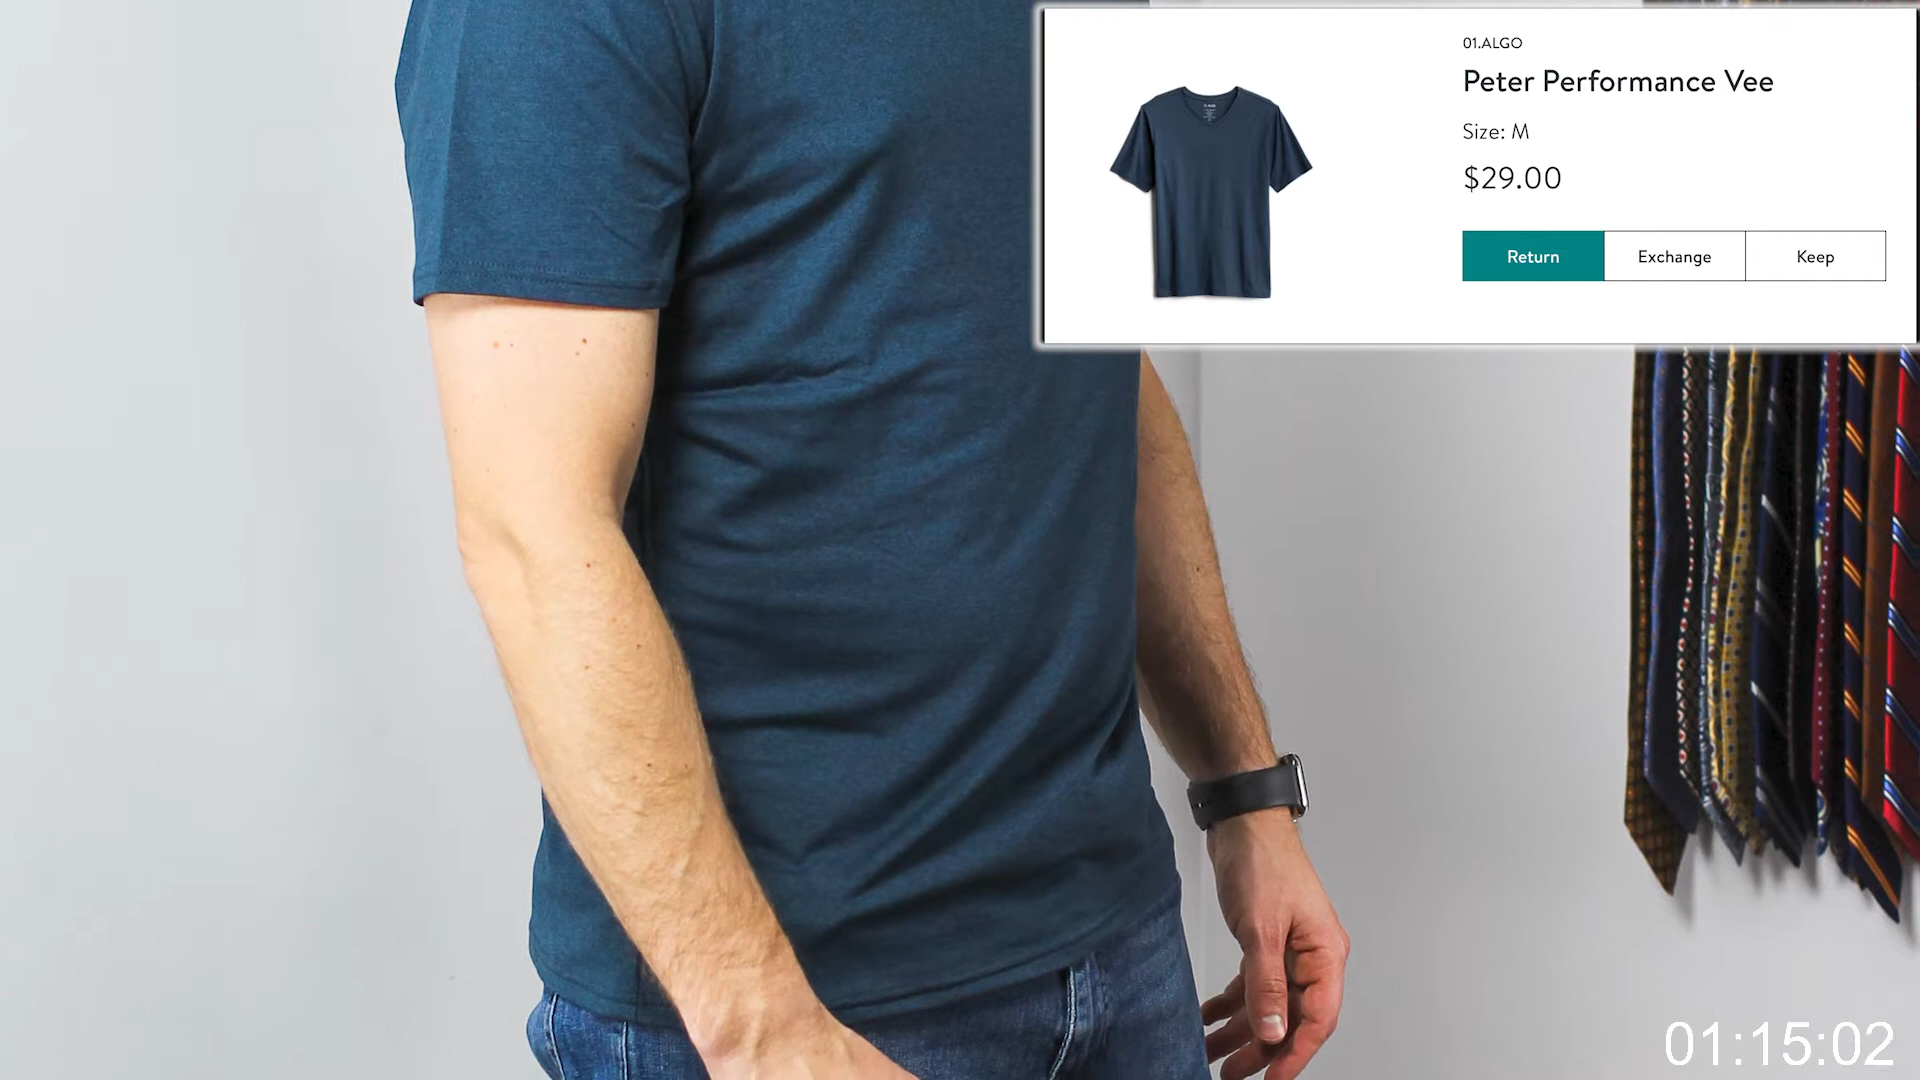 01.ALGO
Peter Performance Vee
Size: M
$29.00
Return
Exchange
Keep
01:15:02